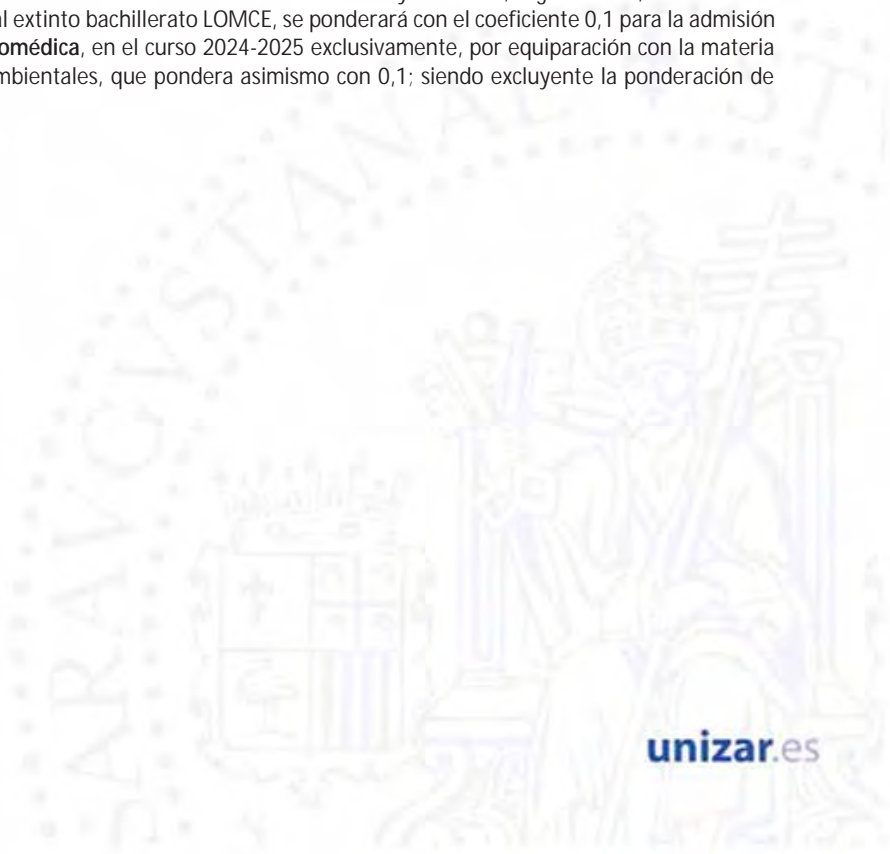 al extinto bachillerato LOMCE, se ponderará con el coeficiente 0,1 para la admisión
omédica, en el curso 2024-2025 exclusivamente, por equiparación con la materia
mbientales, que pondera asimismo con 0,1; siendo excluyente la ponderación de
unizar.es